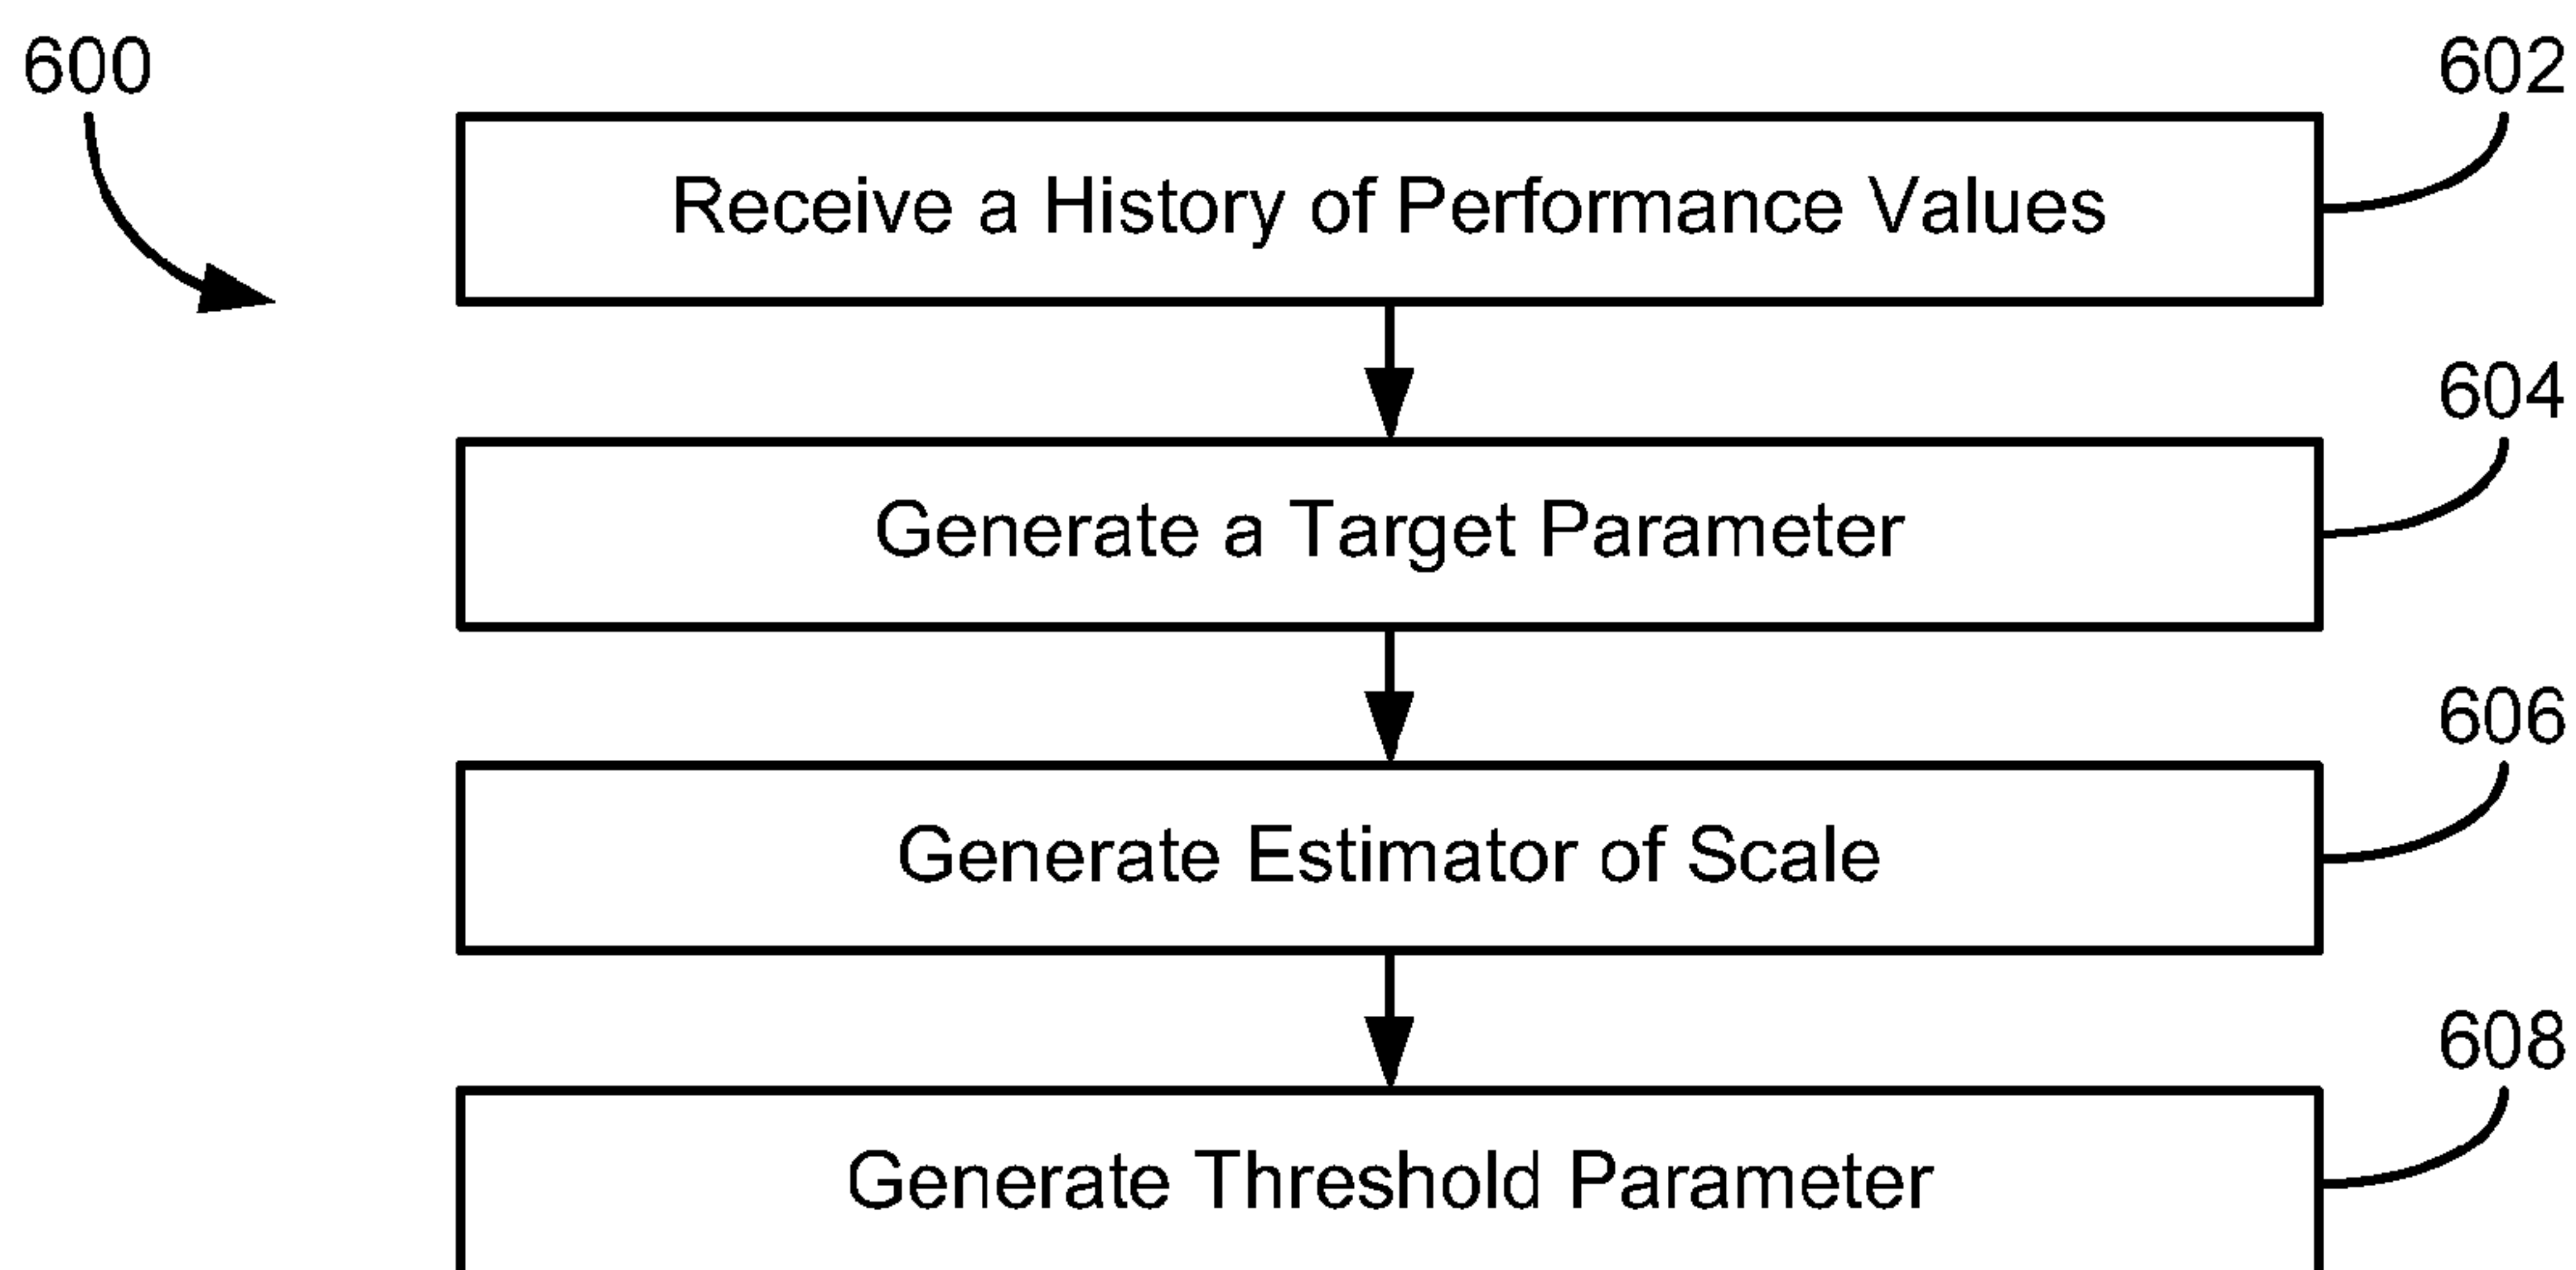 600
602
Receive a History of Performance Values
604
Generate a Target Parameter
606
Generate Estimator of Scale
608
Generate Threshold Parameter